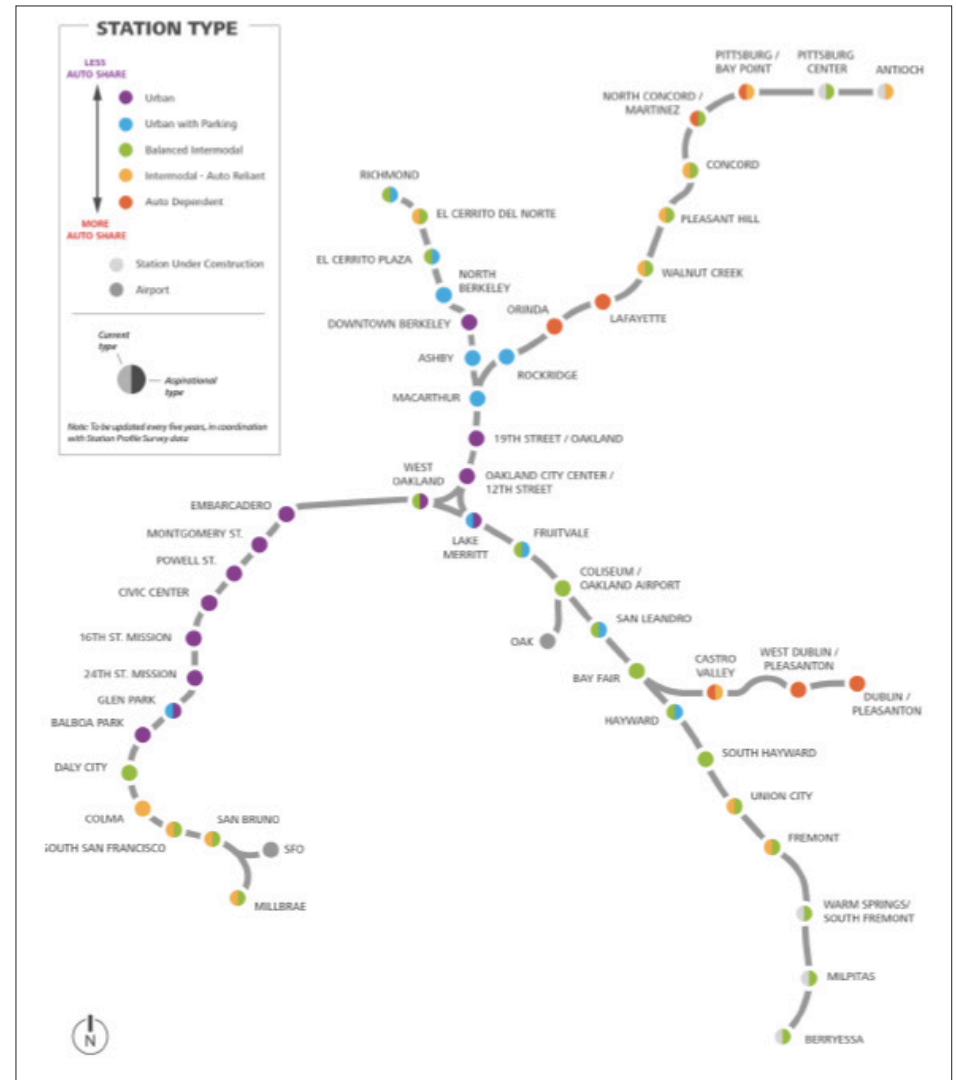 STATION TYPE
LESS
AUTO SHARE
Urban
Urban with Parking
Balanced Intermodal
Intermodal - Auto Reliant
Auto Dependent
MORE
AUTO SHARE
Station Under Construction
Airport
Current
type
Aspirational
type
Note: To be updated every five years, in coordination
with Station Profile Survey data
PITTSBURG /
BAY POINT
PITTSBURG
CENTER
ANTIOCH
NORTH CONCORD /
MARTINEZ
CONCORD
PLEASANT HILL
WALNUT CREEK
LAFAYETTE
ORINDA
ROCKRIDGE
RICHMOND
EL CERRITO DEL NORTE
EL CERRITO PLAZA
NORTH
BERKELEY
DOWNTOWN BERKELEY
ASHBY
MACARTHUR
19TH STREET / OAKLAND
OAKLAND CITY CENTER /
12TH STREET
WEST
OAKLAND
LAKE
MERRITT
EMBARCADERO
MONTGOMERY ST.
POWELL ST.
CIVIC CENTER
16TH ST. MISSION
24TH ST. MISSION
GLEN PARK
BALBOA PARK
DALY CITY
COLMA
SOUTH SAN FRANCISCO
SAN BRUNO
SFO
MILLBRAE
FRUITVALE
COLISEUM /
OAKLAND AIRPORT
OAK
SAN LEANDRO
BAY FAIR
CASTRO
VALLEY
WEST DUBLIN /
PLEASANTON
DUBLIN /
PLEASANTON
HAYWARD
SOUTH HAYWARD
UNION CITY
FREMONT
WARM SPRINGS/
SOUTH FREMONT
MILPITAS
BERRYESSA
N